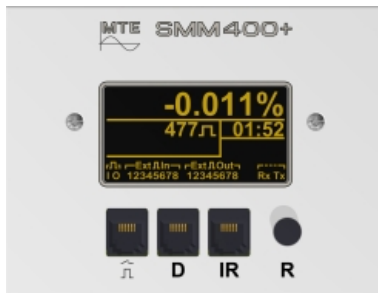 MTE SMM400+
-0.011%
477 01:52
Ext In Ext Out
I O 12345678 12345678 Rx Tx
D IR R